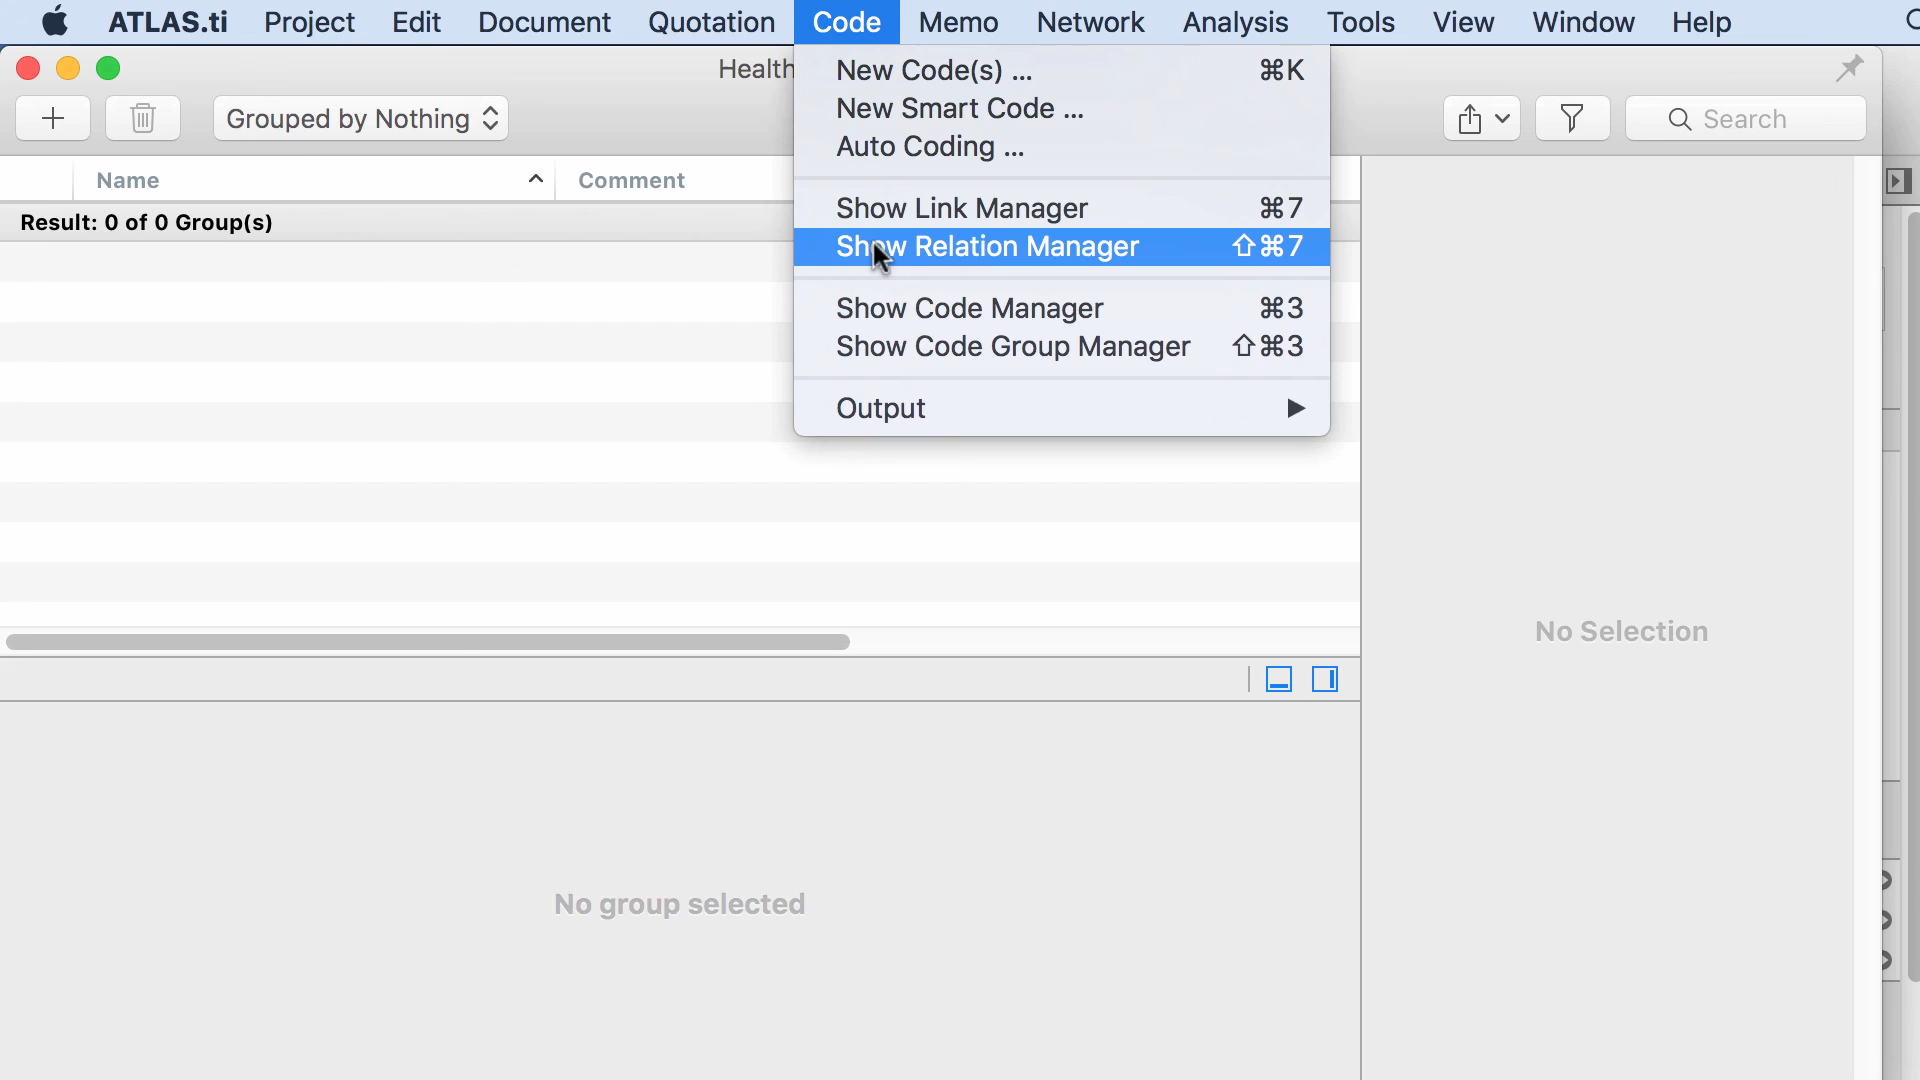 ATLAS.ti Project Edit Document Quotation Code Memo Network Analysis Tools View Window Help
Health
New Code(s) ... ⌘K
New Smart Code ...
Auto Coding ...
Grouped by Nothing
Search
Name Comment
Show Link Manager ⌘7
Result: 0 of 0 Group(s)
Show Relation Manager ⇧⌘7
Show Code Manager ⌘3
Show Code Group Manager ⇧⌘3
Output
No Selection
No group selected